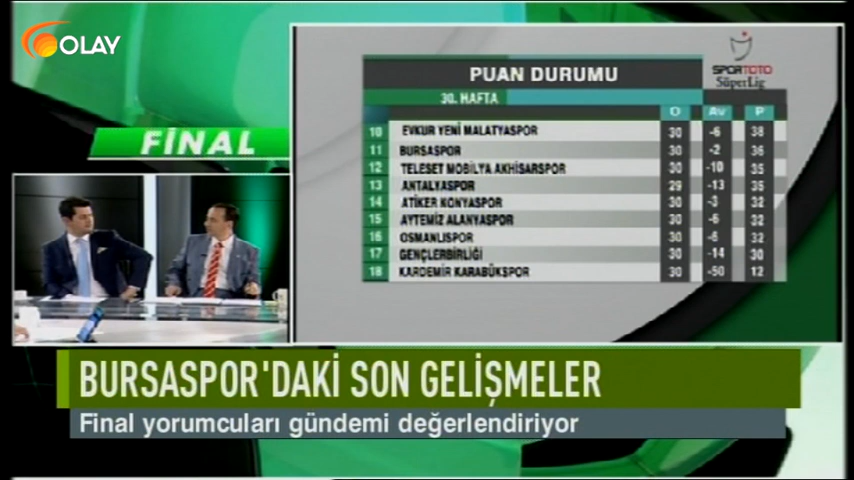 OLAY
FİNAL
PUAN DURUMU
SPORTOTO
SüperLig
30. HAFTA
O Av P
10 EVKUR YENİ MALATYASPOR 30 -6 38
11 BURSASPOR 30 -2 36
12 TELESET MOBİLYA AKHİSARSPOR 30 -10 35
13 ANTALYASPOR 29 -13 35
14 ATİKER KONYASPOR 30 -3 32
15 AYTEMİZ ALANYASPOR 30 -6 32
16 OSMANLISPOR 30 -6 32
17 GENÇLERBİRLİĞİ 30 -14 30
18 KARDEMİR KARABÜKSPOR 30 -50 12
BURSASPOR'DAKİ SON GELİŞMELER
Final yorumcuları gündemi değerlendiriyor